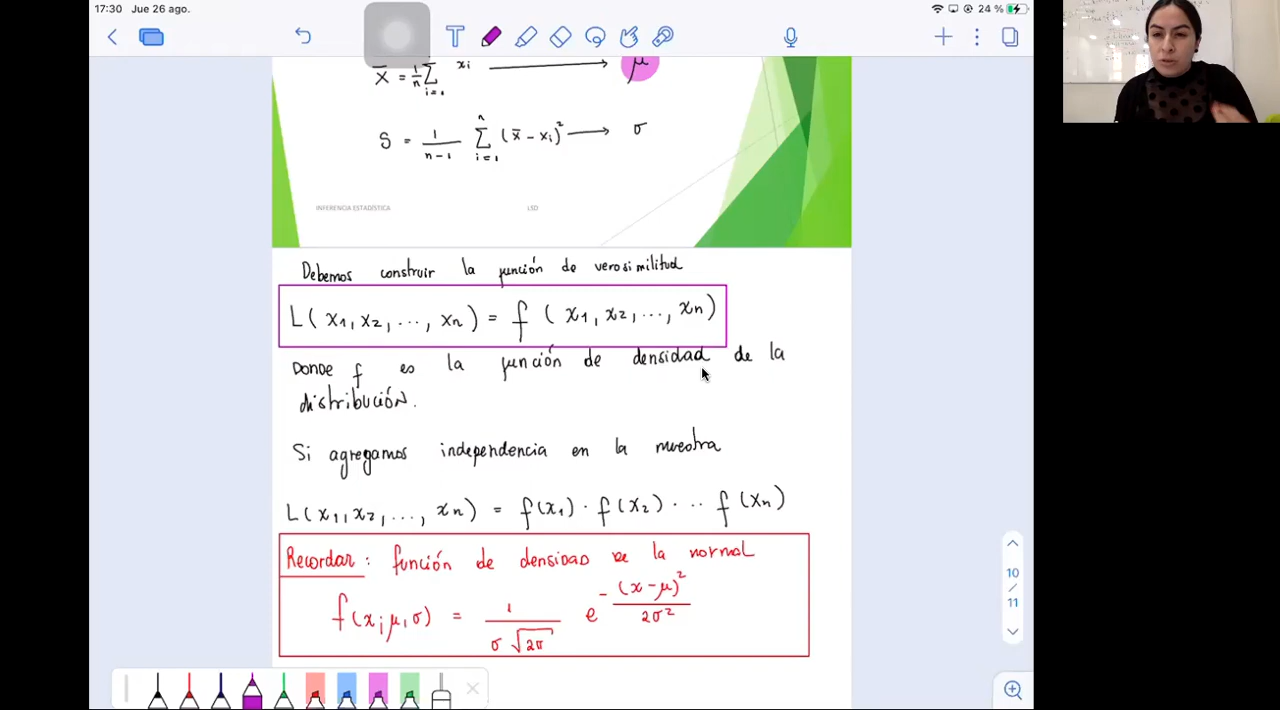 17:30 Jue 26 ago.
24 %
x̄ = 1/n Σ i=1 xi → μ
S = 1/(n-1) Σ i=1 n (x̄ - xi)² → σ
INFERENCIA ESTADÍSTICA LSD
Debemos construir la función de verosimilitud
L( x1, x2, ..., xn) = f ( x1, x2, ..., xn)
Donde f es la función de densidad de la
distribución.
Si agregamos independencia en la muestra
L(x1, x2, ..., xn) = f(x1) · f(x2) · ·· f(xn)
Recordar : función de densidad de la normal
f(x; μ, σ) = 1/(σ √2σ) e^-(x-μ)²/2σ²
10
/
11